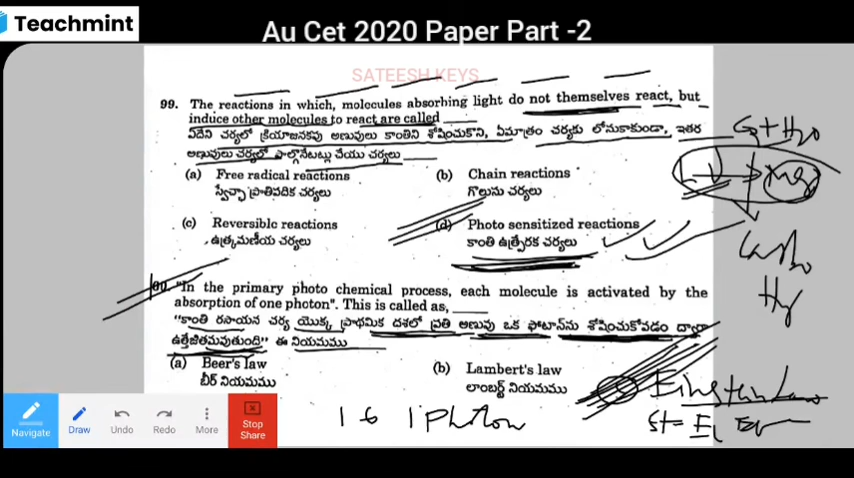 Teachmint
Au Cet 2020 Paper Part -2
SATEESH KEYS
99. The reactions in which, molecules absorbing light do not themselves react, but
induce other molecules to react are called ____
ఏదేని చర్యలో క్రియాజనకపు అణువులు కాంతిని శోషించుకొని, ఏమాత్రం చర్యకు లోనుకాకుండా, ఇతర
అణువులు చర్యలో పాల్గొనేటట్లు చేయు చర్యలు ____
(a) Free radical reactions
స్వేచ్ఛా ప్రాతిపదిక చర్యలు
(b) Chain reactions
గొలుసు చర్యలు
(c) Reversible reactions
ఉత్క్రమణీయ చర్యలు
(d) Photo sensitized reactions
కాంతి ఉత్ప్రేరక చర్యలు
"In the primary photo chemical process, each molecule is activated by the
absorption of one photon". This is called as, ____
"కాంతి రసాయన చర్య యొక్క ప్రాథమిక దశలో ప్రతి అణువు ఒక ఫోటాన్‌ను శోషించుకోవడం ద్వారా
ఉత్తేజితమవుతుంది" ఈ నియమము
(a) Beer's law
బీర్ నియమము
(b) Lambert's law
లాంబర్ట్ నియమము
1 photon
Navigate
Draw
Undo
Redo
More
Stop
Share